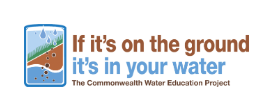 If it's on the ground
it's in your water
The Commonwealth Water Education Project